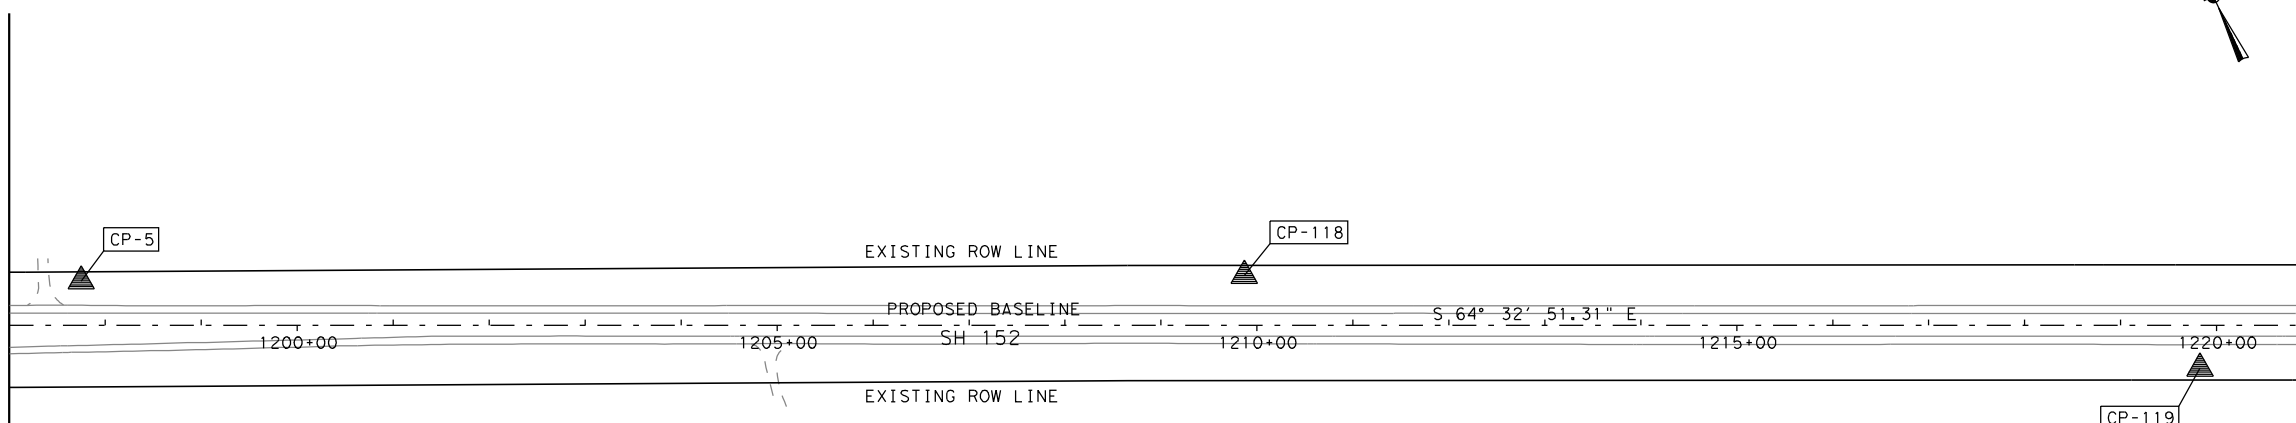 CP-5
CP-118
EXISTING ROW LINE
PROPOSED BASELINE
S 64° 32' 51.31" E
1200+00
1205+00
SH 152
1210+00
1215+00
1220+00
EXISTING ROW LINE
CP-119